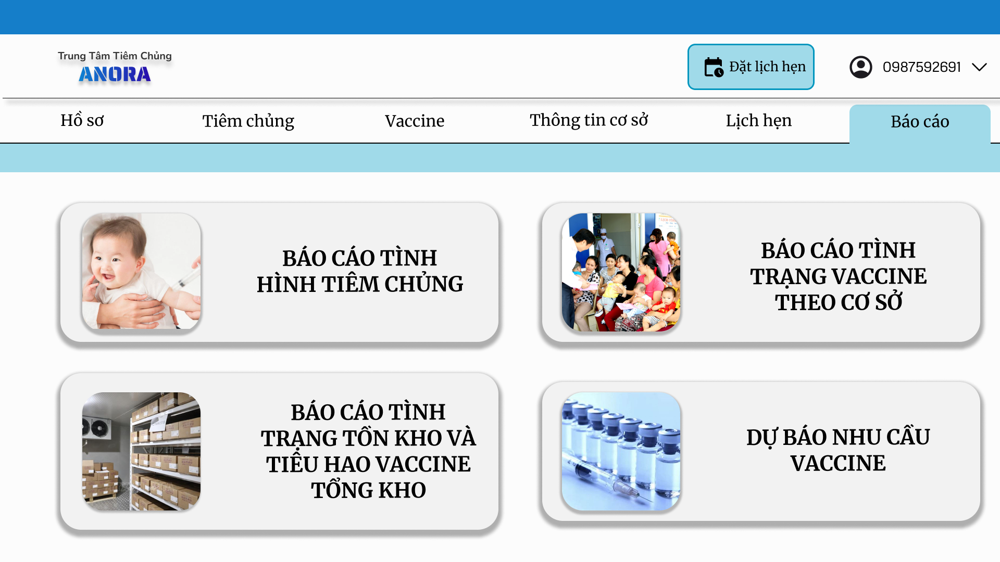 Trung Tâm Tiêm Chủng
ANORA
Đặt lịch hẹn
0987592691
Hồ sơ
Tiêm chủng
Vaccine
Thông tin cơ sở
Lịch hẹn
Báo cáo
BÁO CÁO TÌNH
HÌNH TIÊM CHỦNG
BÁO CÁO TÌNH
TRẠNG VACCINE
THEO CƠ SỞ
BÁO CÁO TÌNH
TRẠNG TỒN KHO VÀ
TIÊU HAO VACCINE
TỔNG KHO
DỰ BÁO NHU CẦU
VACCINE